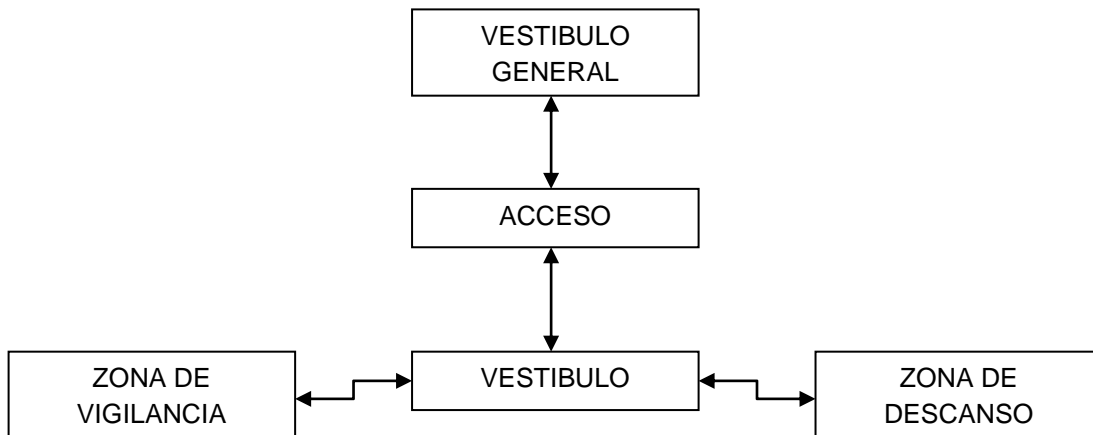 VESTIBULO
GENERAL
ACCESO
ZONA DE
VIGILANCIA
VESTIBULO
ZONA DE
DESCANSO